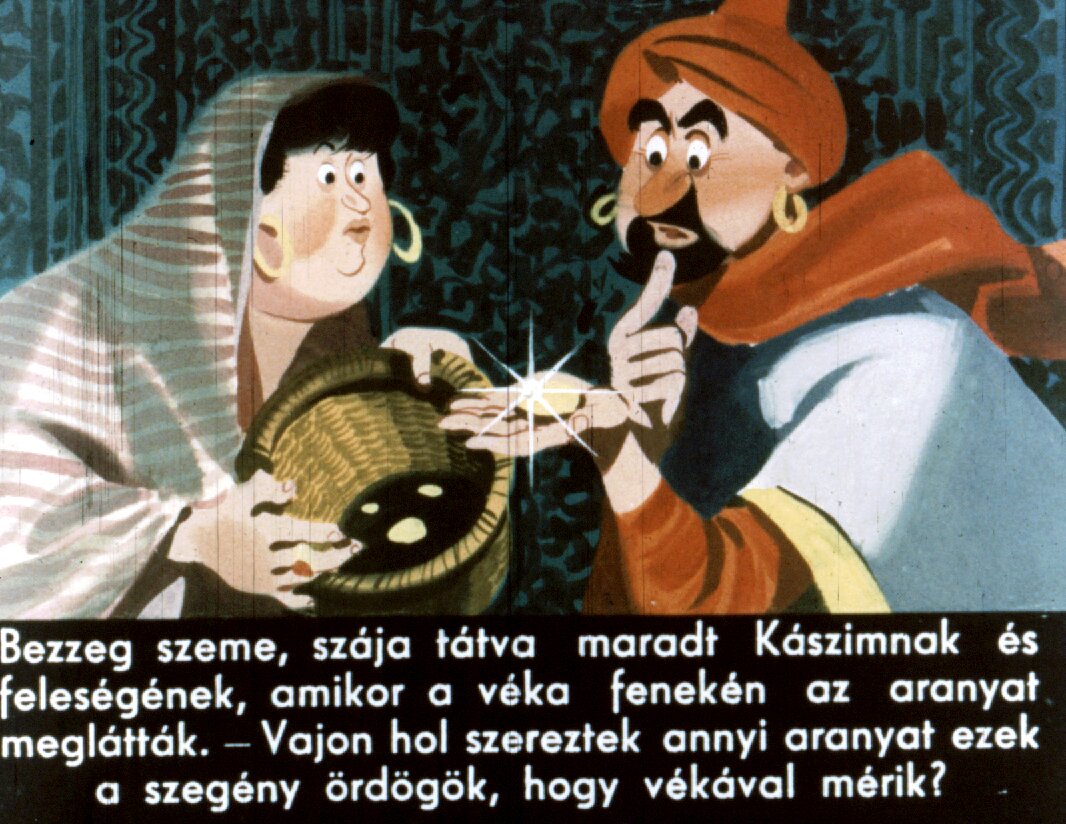 Bezzeg szeme, szája tátva maradt Kászimnak és
feleségének, amikor a véka fenekén az aranyat
meglátták. – Vajon hol szereztek annyi aranyat ezek
a szegény ördögök, hogy vékával mérik?